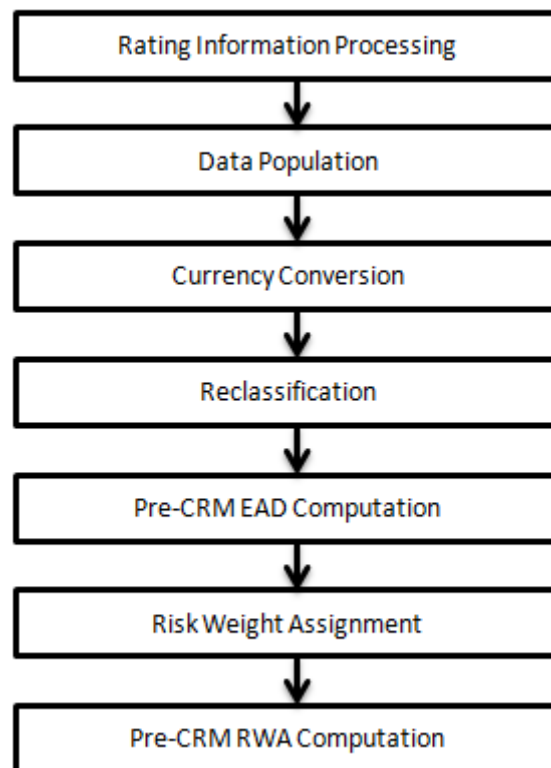 Rating Information Processing
Data Population
Currency Conversion
Reclassification
Pre-CRM EAD Computation
Risk Weight Assignment
Pre-CRM RWA Computation